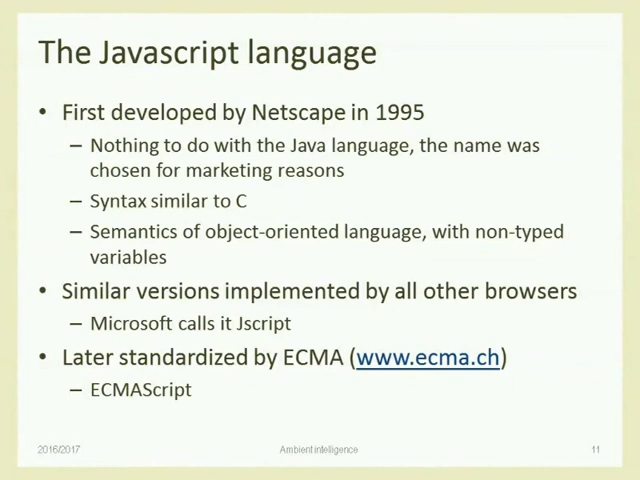 The Javascript language
• First developed by Netscape in 1995
– Nothing to do with the Java language, the name was
chosen for marketing reasons
– Syntax similar to C
– Semantics of object-oriented language, with non-typed
variables
• Similar versions implemented by all other browsers
– Microsoft calls it Jscript
• Later standardized by ECMA (www.ecma.ch)
– ECMAScript
2016/2017 Ambient intelligence 11